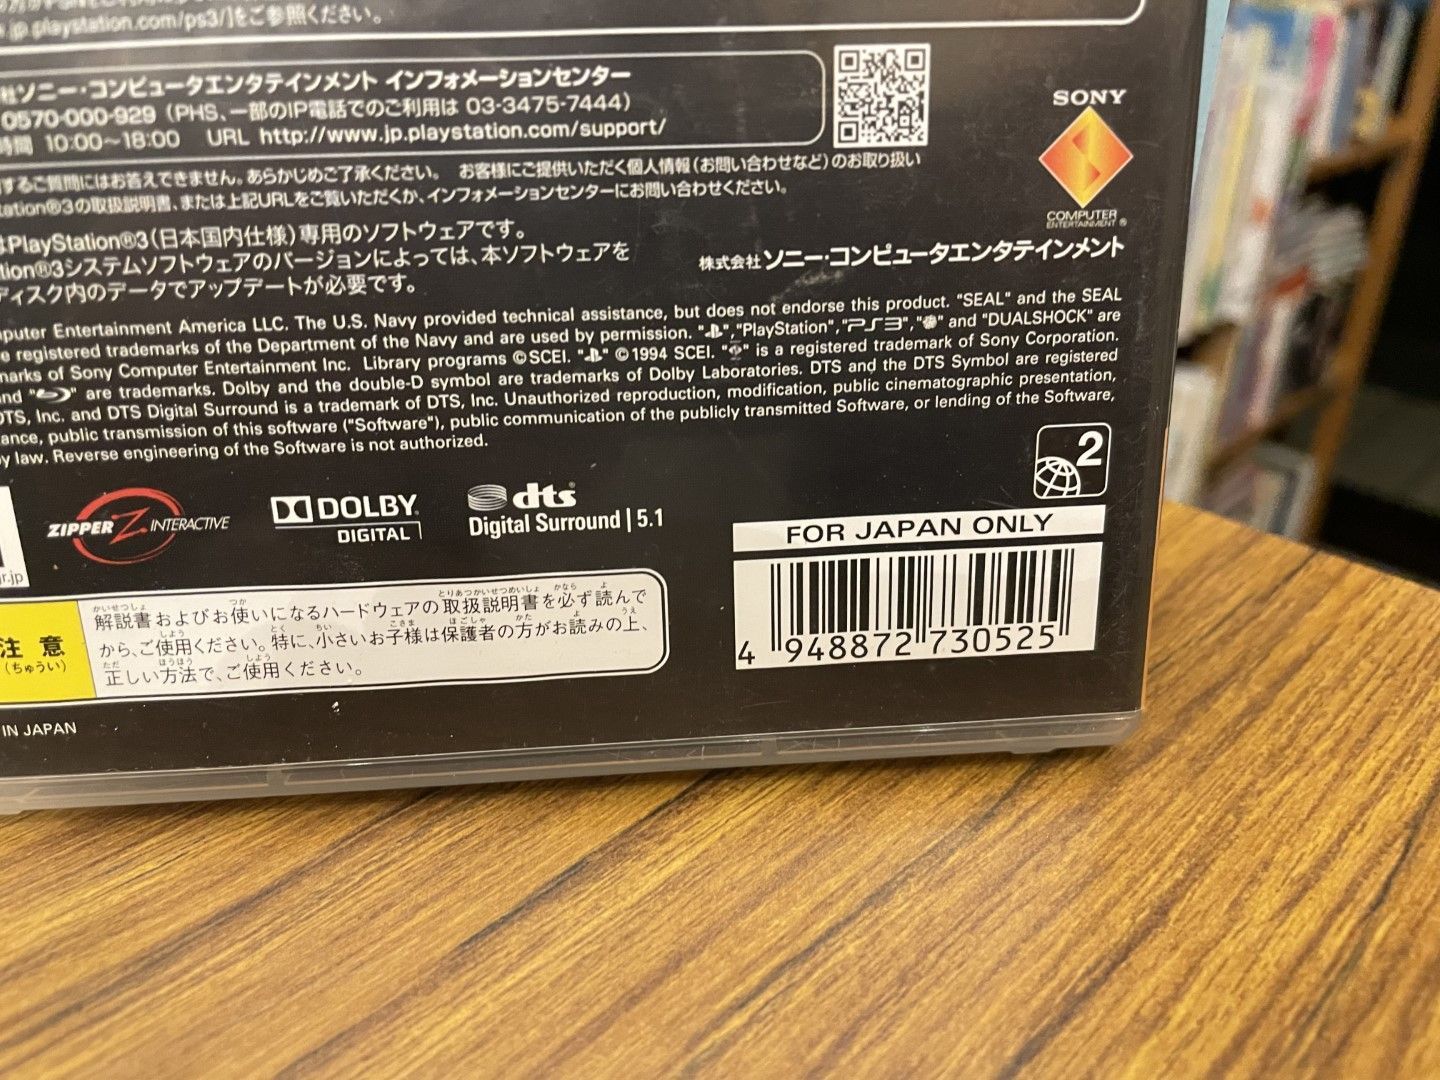 .jp.playstation.com/ps3/]をご参照ください。
ソニー・コンピュータエンタテインメント インフォメーションセンター
0570-000-929 (PHS、一部のIP電話でのご利用は 03-3475-7444)
時間 10:00~18:00 URL http://www.jp.playstation.com/support/
SONY
COMPUTER
ENTERTAINMENT ®
するご質問にはお答えできません。あらかじめご了承ください。 お客様にご提供いただく個人情報(お問い合わせなど)のお取り扱い
tation®3の取扱説明書、または上記URLをご覧いただくか、インフォメーションセンターにお問い合わせください。
はPlayStation®3(日本国内仕様)専用のソフトウェアです。
tion®3システムソフトウェアのバージョンによっては、本ソフトウェアを
ディスク内のデータでアップデートが必要です。
株式会社ソニー・コンピュータエンタテインメント
puter Entertainment America LLC. The U.S. Navy provided technical assistance, but does not endorse this product. "SEAL" and the SEAL
e registered trademarks of the Department of the Navy and are used by permission. " ", "PlayStation", "PS3", " " and "DUALSHOCK" are
marks of Sony Computer Entertainment Inc. Library programs ©SCEI. " " ©1994 SCEI. " " is a registered trademark of Sony Corporation.
and " " are trademarks. Dolby and the double-D symbol are trademarks of Dolby Laboratories. DTS and the DTS Symbol are registered
DTS, Inc. and DTS Digital Surround is a trademark of DTS, Inc. Unauthorized reproduction, modification, public cinematographic presentation,
ance, public transmission of this software ("Software"), public communication of the publicly transmitted Software, or lending of the Software,
y law. Reverse engineering of the Software is not authorized.
2
r.jp
ZIPPER Z INTERACTIVE
DOLBY
DIGITAL
dts
Digital Surround | 5.1
FOR JAPAN ONLY
4 948872 730525
注意
(ちゅうい)
解説書およびお使いになるハードウェアの取扱説明書を必ず読んで
から、ご使用ください。特に、小さいお子様は保護者の方がお読みの上、
正しい方法で、ご使用ください。
IN JAPAN